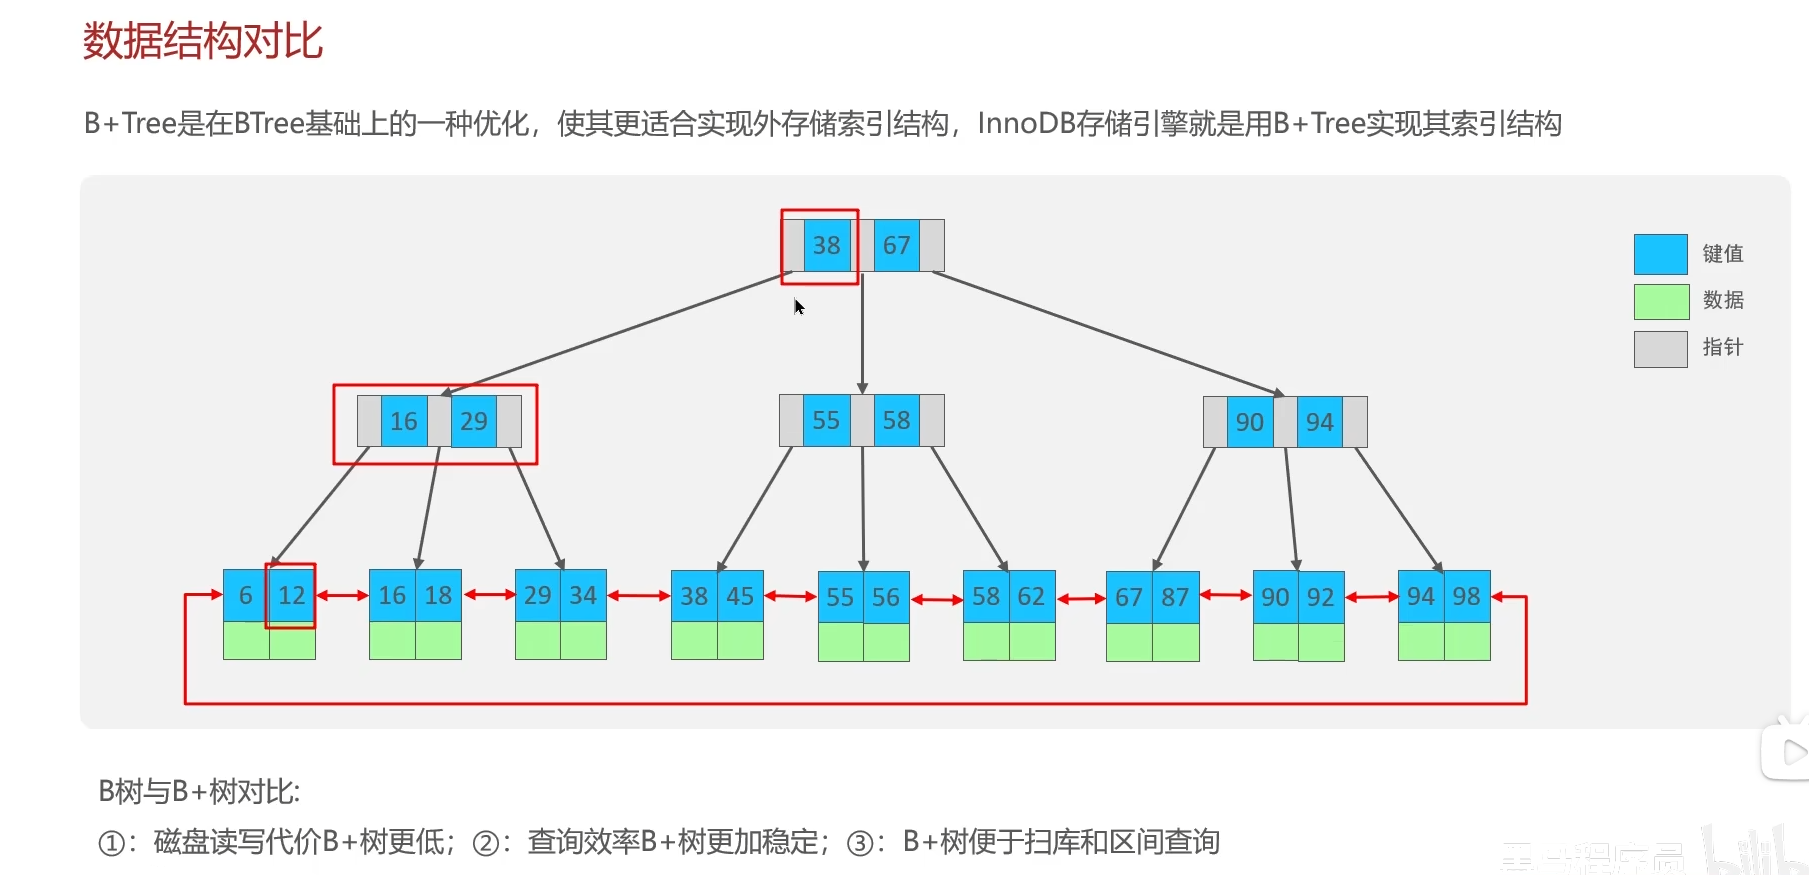 数据结构对比
B+Tree是在BTree基础上的一种优化，使其更适合实现外存储索引结构，InnoDB存储引擎就是用B+Tree实现其索引结构
38 67
键值
数据
指针
16 29 55 58 90 94
6 12 16 18 29 34 38 45 55 56 58 62 67 87 90 92 94 98
B树与B+树对比:
①：磁盘读写代价B+树更低；②：查询效率B+树更加稳定；③：B+树便于扫库和区间查询
程序员
bilibili